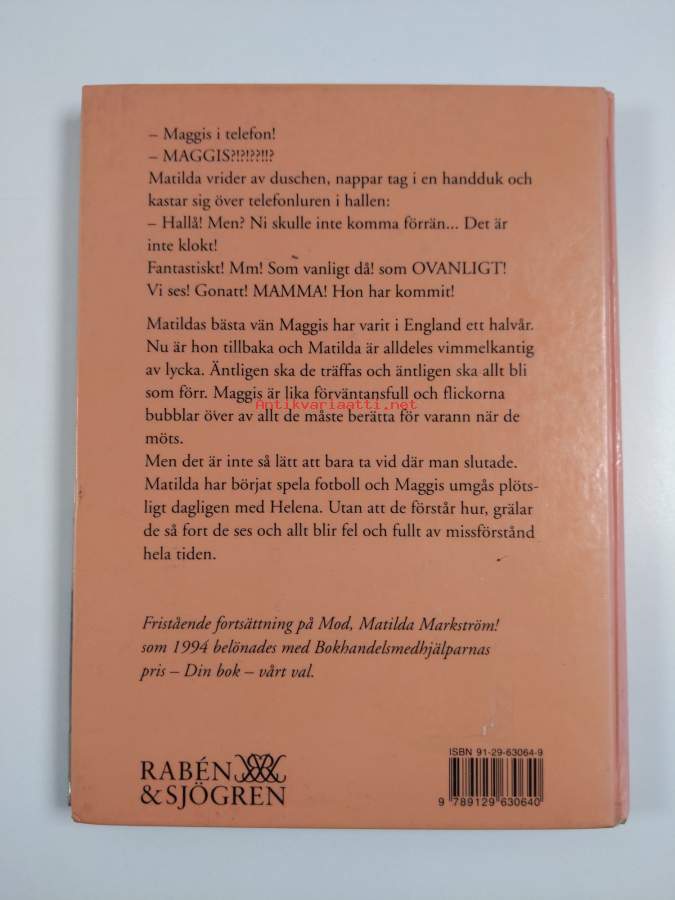 – Maggis i telefon!
– MAGGIS?!?!??!!?
Matilda vrider av duschen, nappar tag i en handduk och
kastar sig över telefonluren i hallen:
– Hallå! Men? Ni skulle inte komma förrän... Det är
inte klokt!
Fantastiskt! Mm! Som vanligt då! som OVANLIGT!
Vi ses! Gonatt! MAMMA! Hon har kommit!
Matildas bästa vän Maggis har varit i England ett halvår.
Nu är hon tillbaka och Matilda är alldeles vimmelkantig
av lycka. Äntligen ska de träffas och äntligen ska allt bli
som förr. Maggis är lika förväntansfull och flickorna
Antikvariaatti.net
bubblar över av allt de måste berätta för varann när de
möts.
Men det är inte så lätt att bara ta vid där man slutade.
Matilda har börjat spela fotboll och Maggis umgås plöts-
ligt dagligen med Helena. Utan att de förstår hur, grälar
de så fort de ses och allt blir fel och fullt av missförstånd
hela tiden.
Fristående fortsättning på Mod, Matilda Markström!
som 1994 belönades med Bokhandelsmedhjälparnas
pris – Din bok – vårt val.
ISBN 91-29-63064-9
RABÉN
& SJÖGREN
9 789129 630640